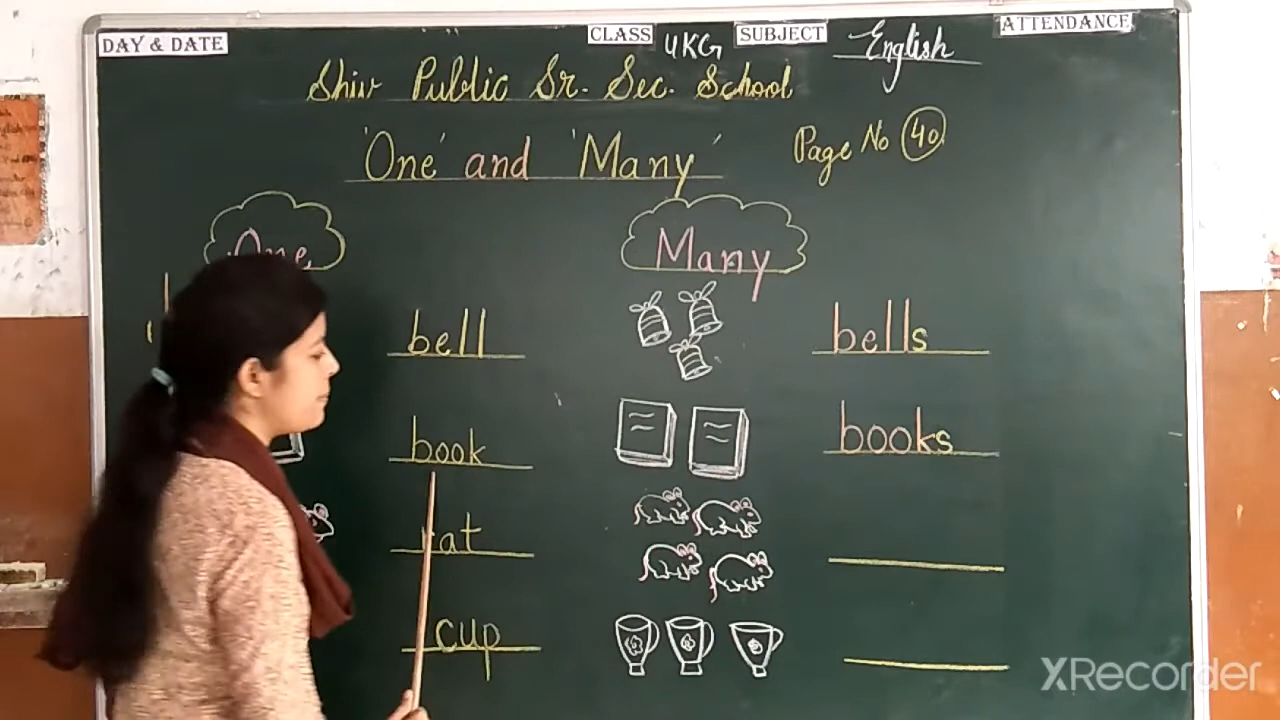 DAY & DATE CLASS UKG SUBJECT English ATTENDANCE
Shiv Public Sr. Sec. School
'One' and 'Many' Page No 40
One Many
bell bells
book books
rat
cup
XRecorder